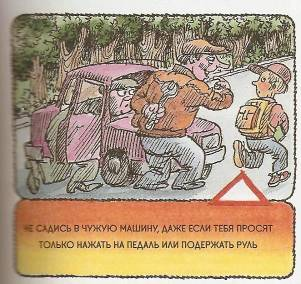 НЕ САДИСЬ В ЧУЖУЮ МАШИНУ, ДАЖЕ ЕСЛИ ТЕБЯ ПРОСЯТ
ТОЛЬКО НАЖАТЬ НА ПЕДАЛЬ ИЛИ ПОДЕРЖАТЬ РУЛЬ